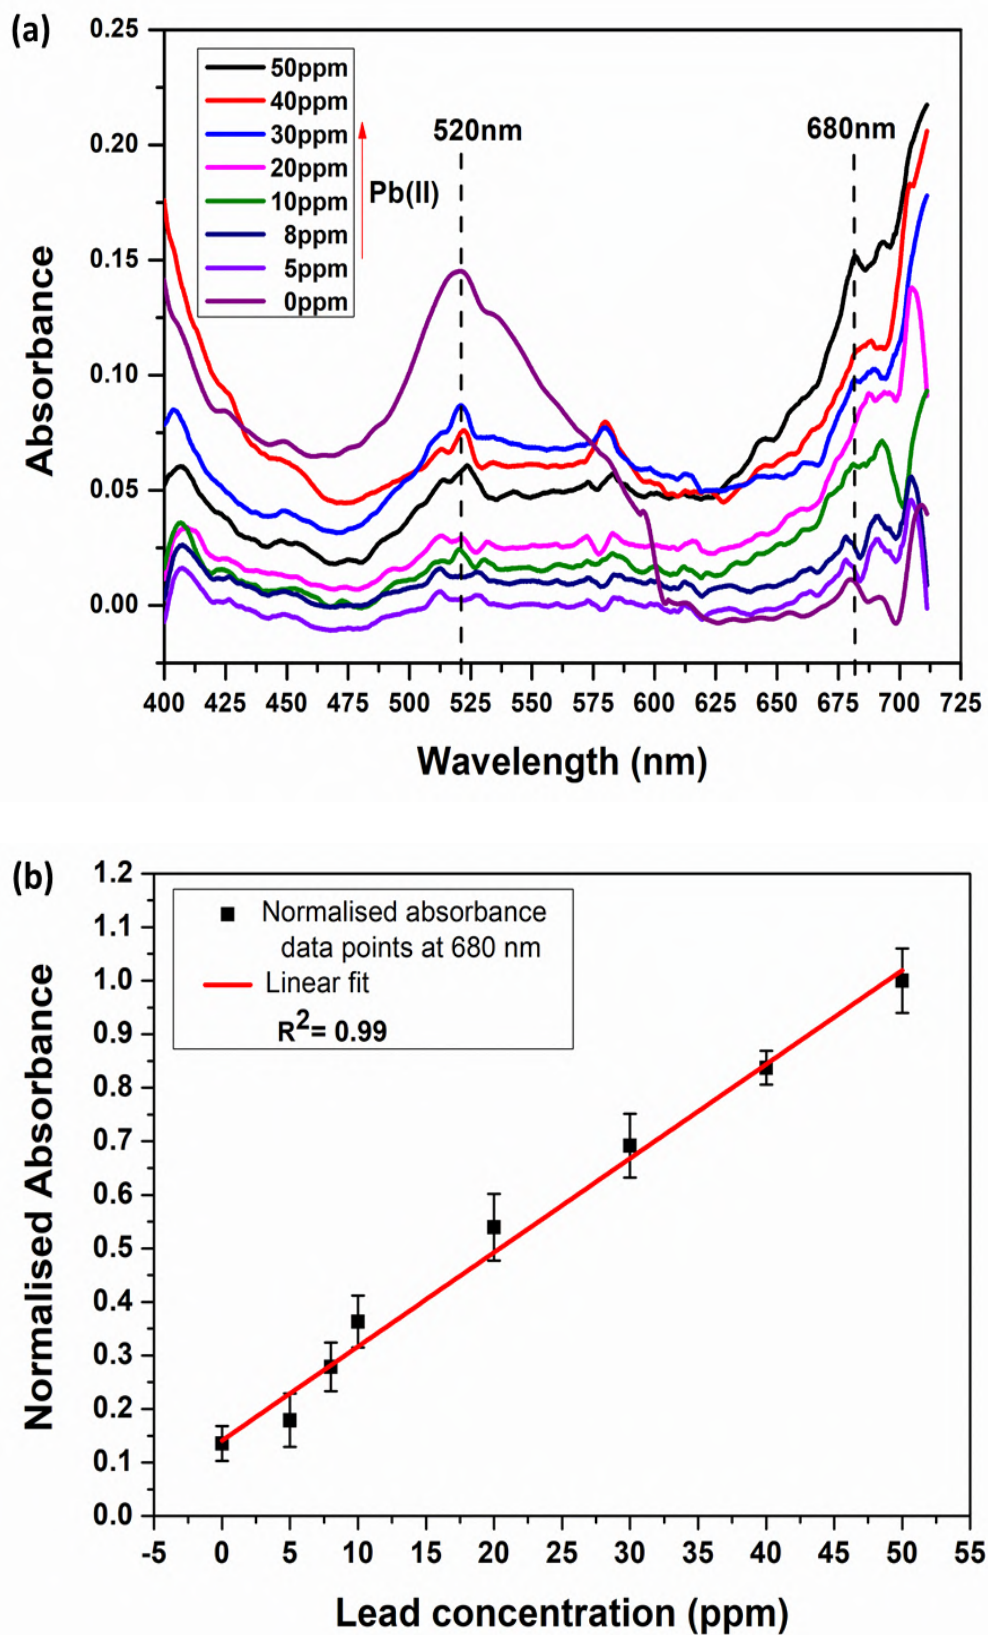 (a)
0.25
0.20
0.15
0.10
0.05
0.00
Absorbance
50ppm
40ppm
30ppm
20ppm
10ppm
8ppm
5ppm
0ppm
Pb(II)
520nm
680nm
400 425 450 475 500 525 550 575 600 625 650 675 700 725
Wavelength (nm)
(b)
1.2
1.1
1.0
0.9
0.8
0.7
0.6
0.5
0.4
0.3
0.2
0.1
0.0
Normalised Absorbance
Normalised absorbance
data points at 680 nm
Linear fit
R²= 0.99
-5 0 5 10 15 20 25 30 35 40 45 50 55
Lead concentration (ppm)